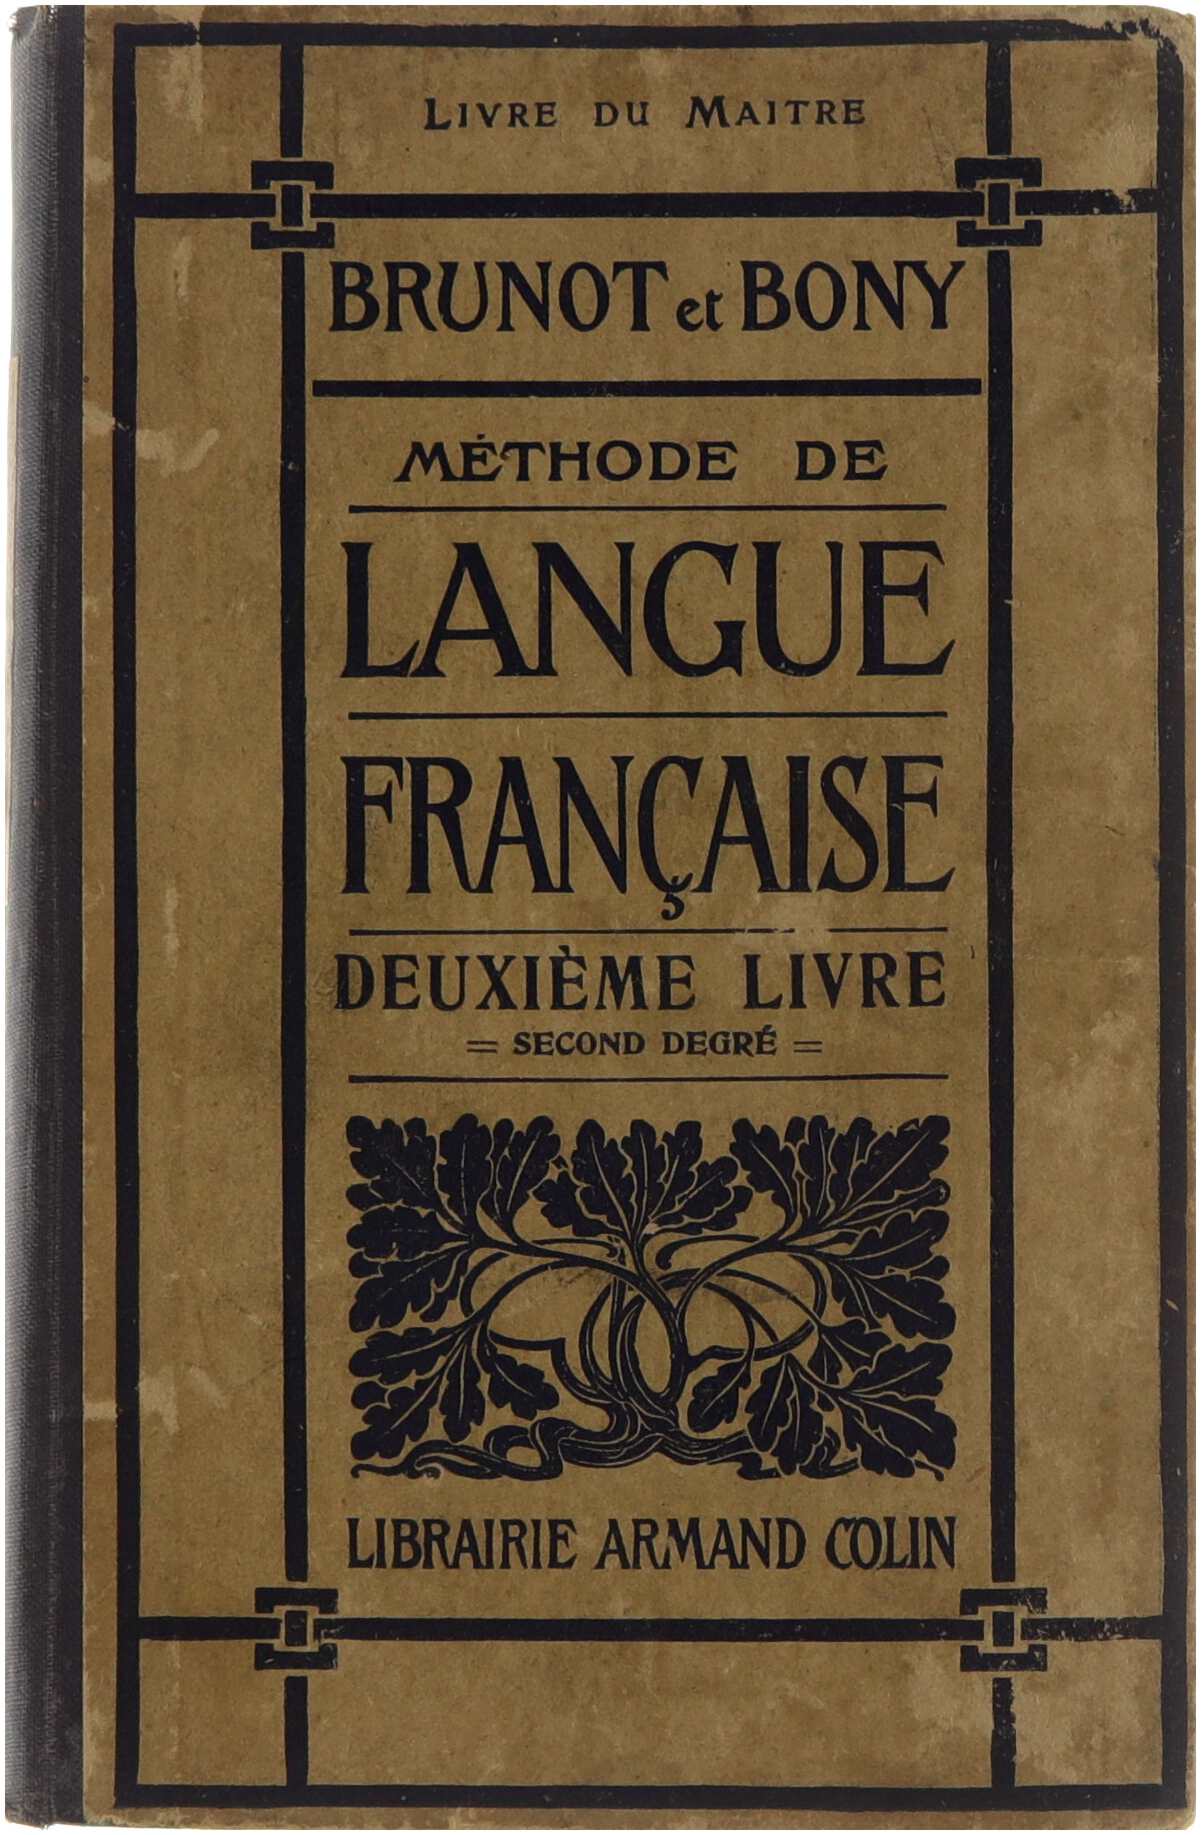 LIVRE DU MAITRE
BRUNOT et BONY
MÉTHODE DE
LANGUE
FRANÇAISE
DEUXIÈME LIVRE
= SECOND DEGRÉ =
LIBRAIRIE ARMAND COLIN